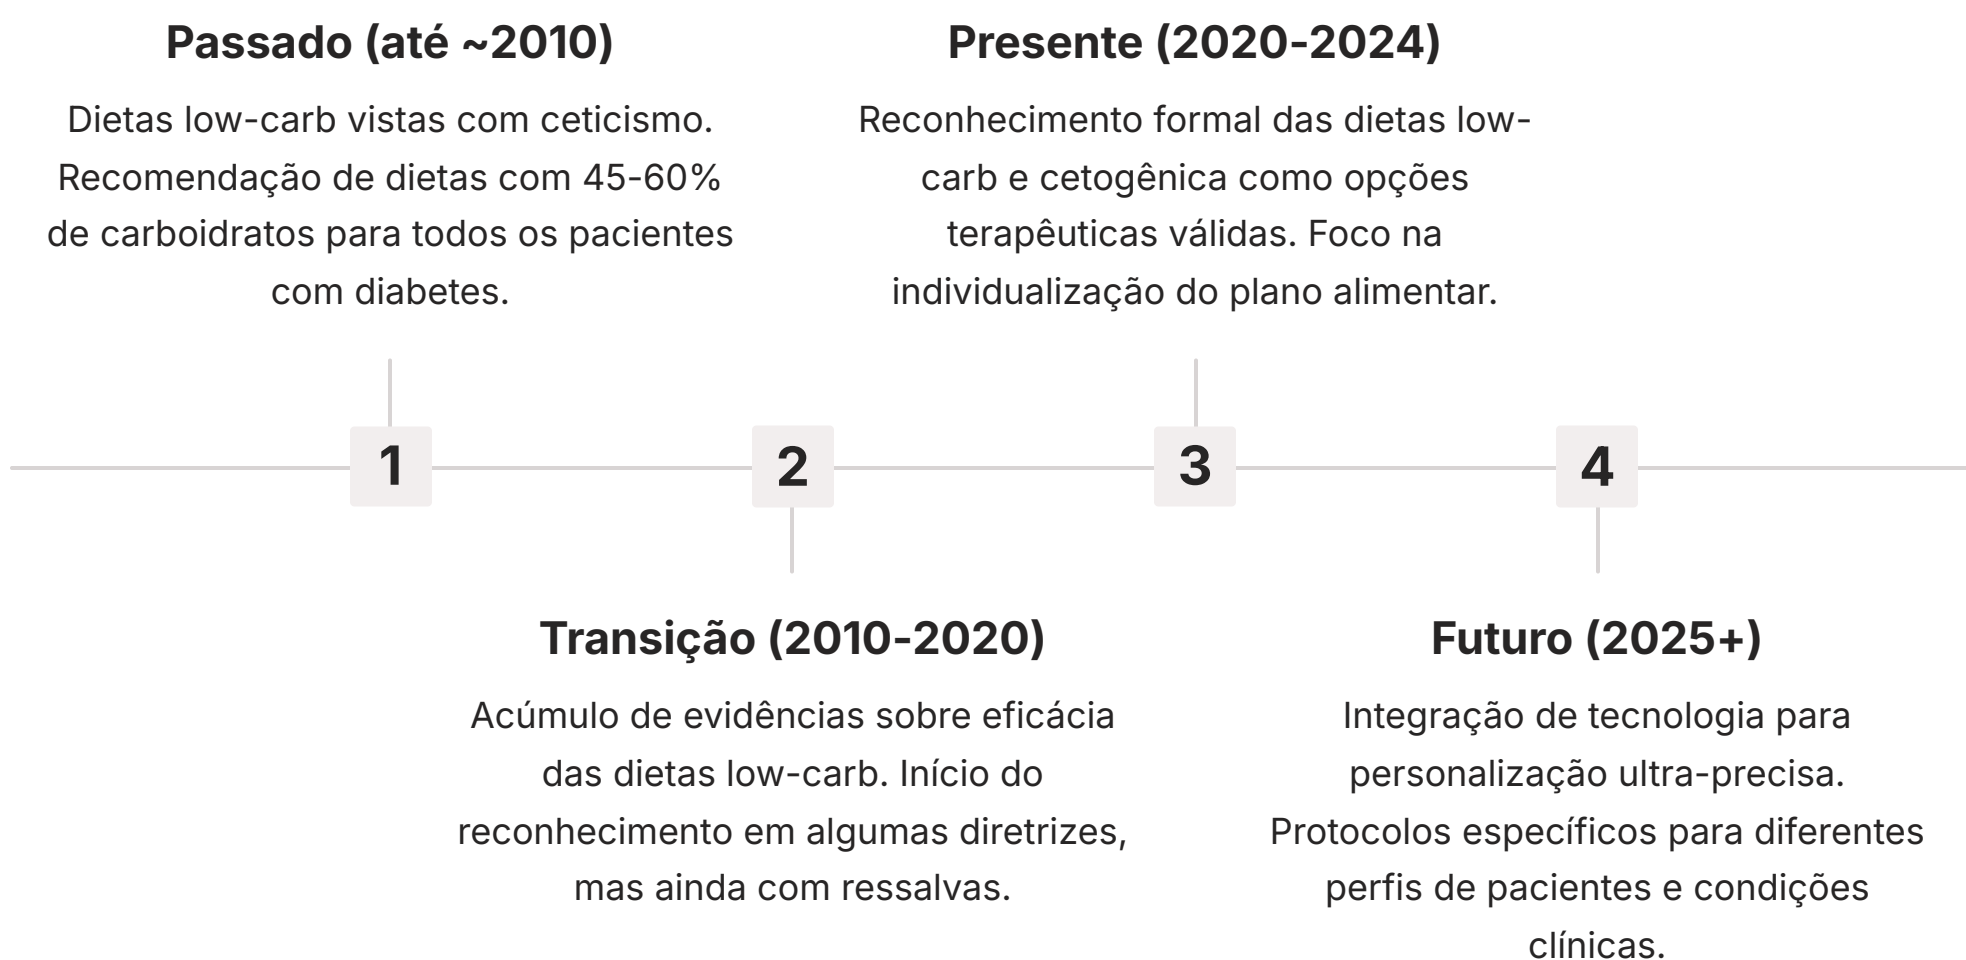 Passado (até ~2010)
Dietas low-carb vistas com ceticismo.
Recomendação de dietas com 45-60%
de carboidratos para todos os pacientes
com diabetes.
Presente (2020-2024)
Reconhecimento formal das dietas low-
carb e cetogênica como opções
terapêuticas válidas. Foco na
individualização do plano alimentar.
1
2
3
4
Transição (2010-2020)
Acúmulo de evidências sobre eficácia
das dietas low-carb. Início do
reconhecimento em algumas diretrizes,
mas ainda com ressalvas.
Futuro (2025+)
Integração de tecnologia para
personalização ultra-precisa.
Protocolos específicos para diferentes
perfis de pacientes e condições
clínicas.